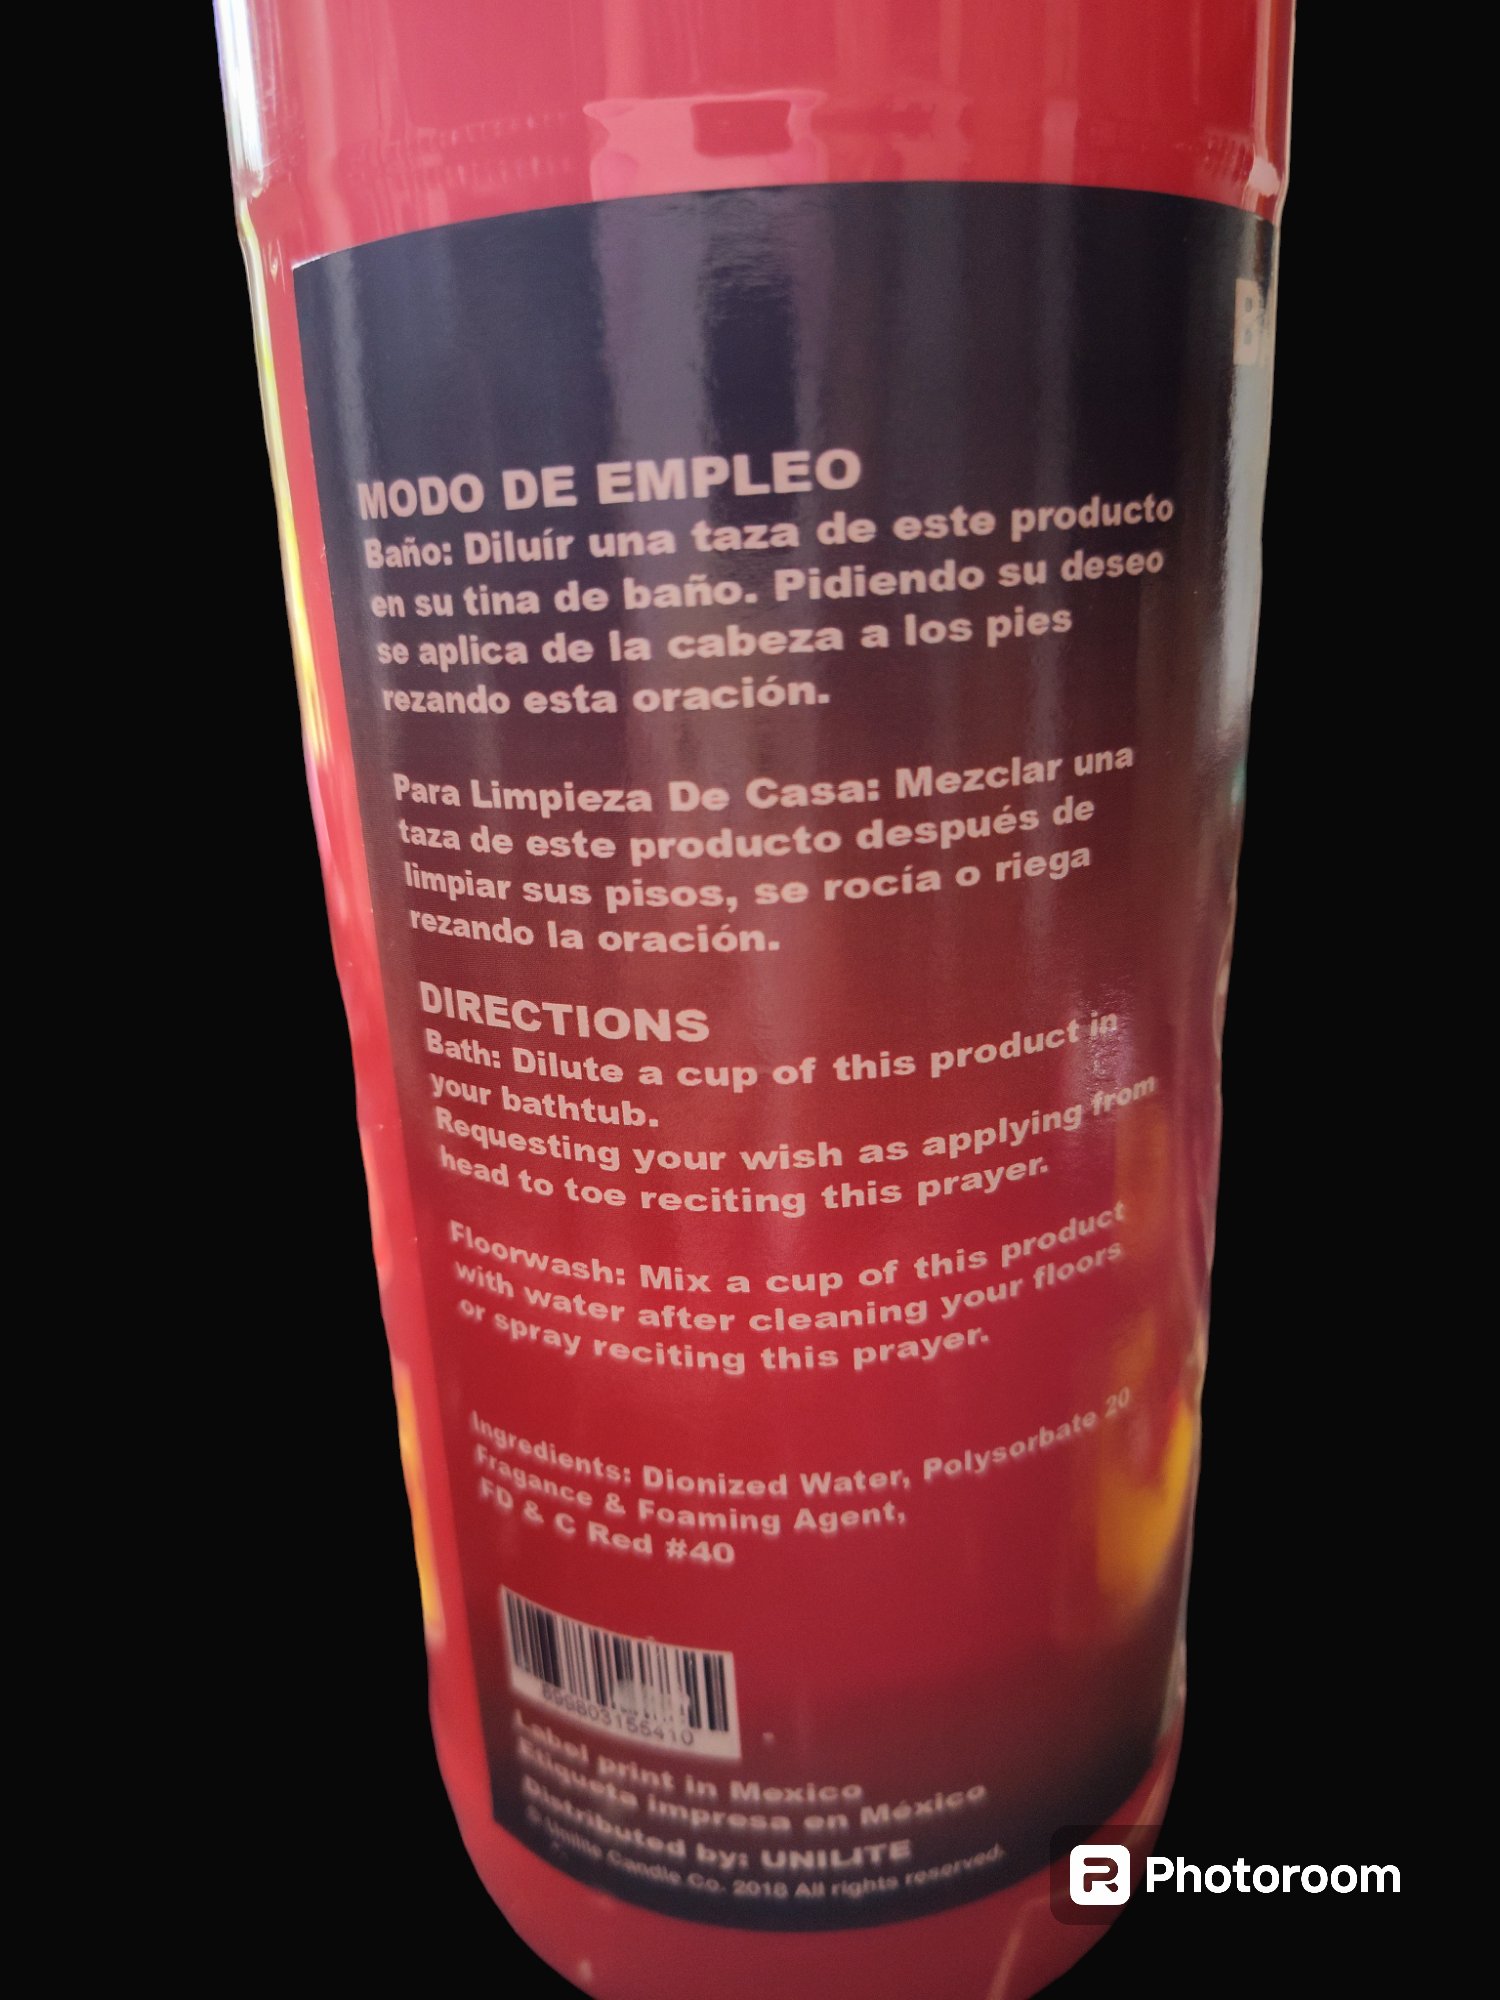 B
MODO DE EMPLEO
Baño: Diluír una taza de este producto
en su tina de baño. Pidiendo su deseo
se aplica de la cabeza a los pies
rezando esta oración.
Para Limpieza De Casa: Mezclar una
taza de este producto después de
limpiar sus pisos, se rocía o riega
rezando la oración.
DIRECTIONS
Bath: Dilute a cup of this product in
your bathtub.
Requesting your wish as applying from
head to toe reciting this prayer.
Floorwash: Mix a cup of this product
with water after cleaning your floors
or spray reciting this prayer.
Ingredients: Dionized Water, Polysorbate 20
Fragance & Foaming Agent,
FD & C Red #40
Label print in Mexico
Etiqueta impresa en México
Distributed by: UNILITE
© Unilite Candle Co. 2018 All rights reserved.
Photoroom